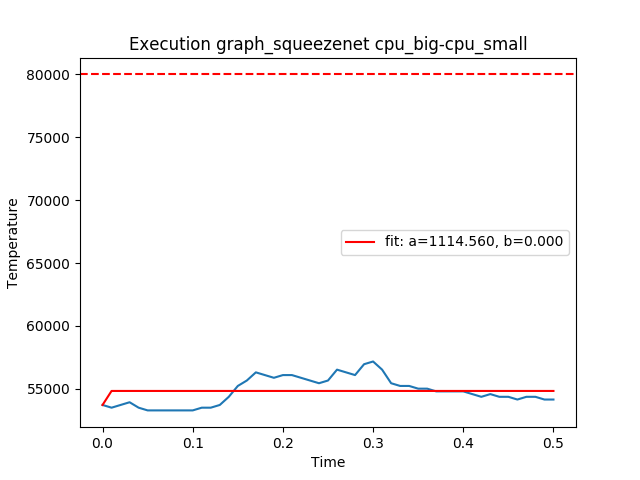 Execution graph_squeezenet cpu_big-cpu_small
80000
75000
70000
65000
60000
55000
Temperature
fit: a=1114.560, b=0.000
0.0 0.1 0.2 0.3 0.4 0.5
Time